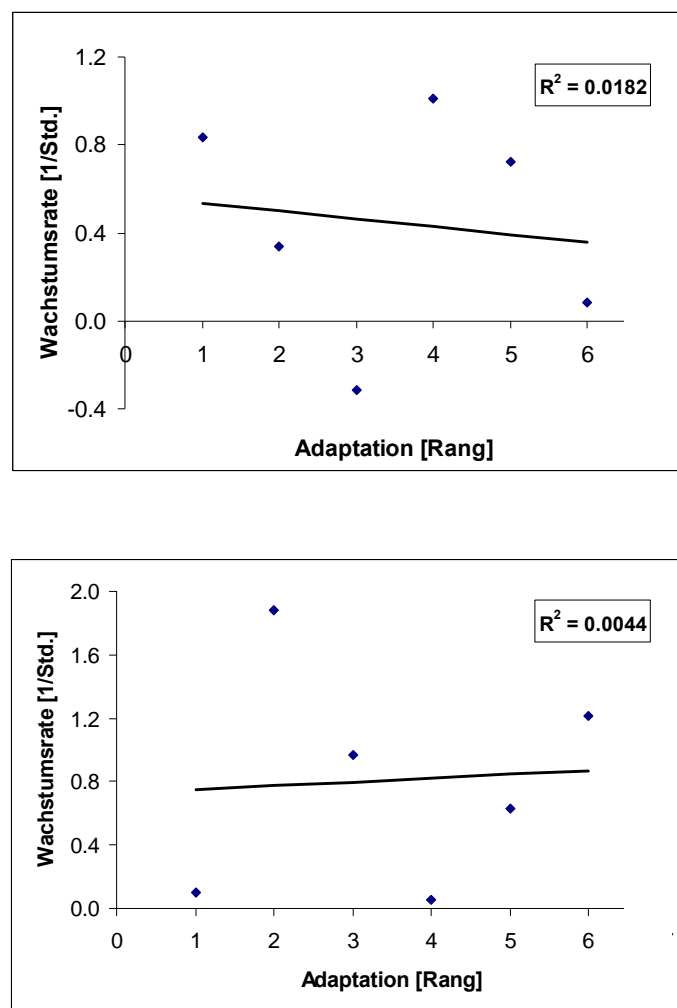 R² = 0.0182
Wachstumsrate [1/Std.]
1.2
0.8
0.4
0.0
-0.4
0 1 2 3 4 5 6
Adaptation [Rang]
R² = 0.0044
Wachstumsrate [1/Std.]
2.0
1.6
1.2
0.8
0.4
0.0
0 1 2 3 4 5 6
Adaptation [Rang]